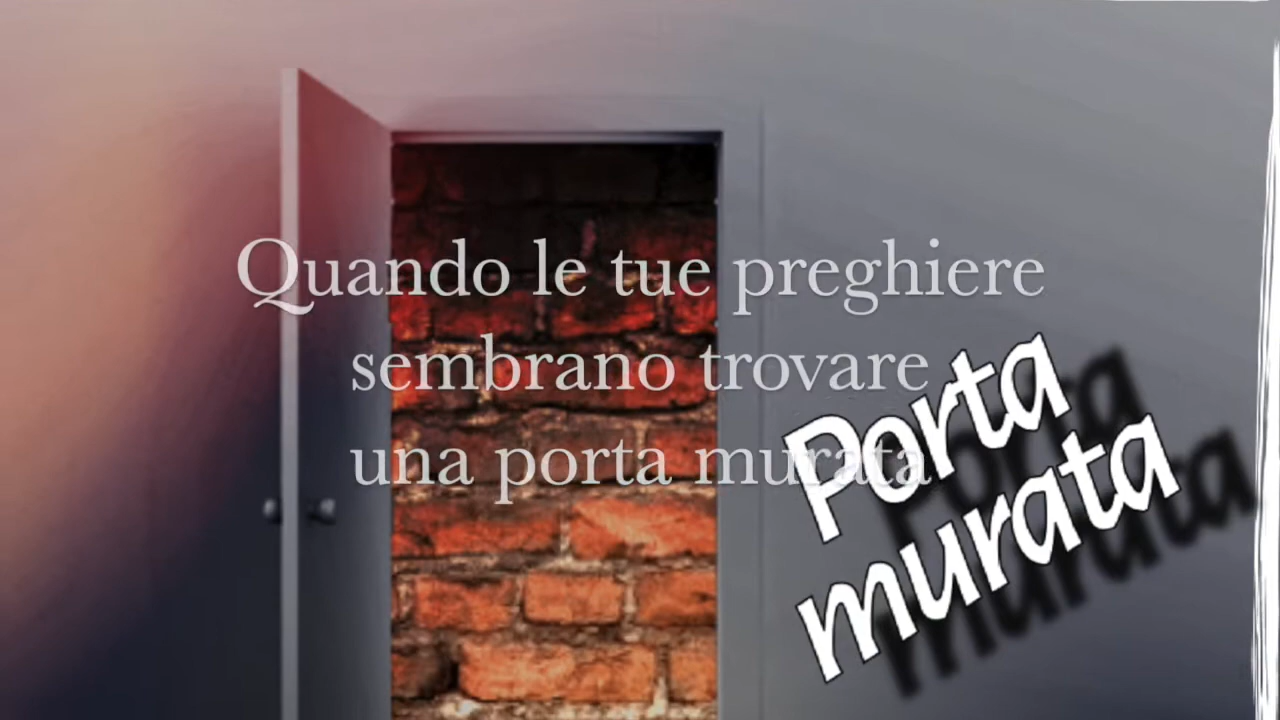 Quando le tue preghiere
sembrano trovare
una porta murata
Porta
murata